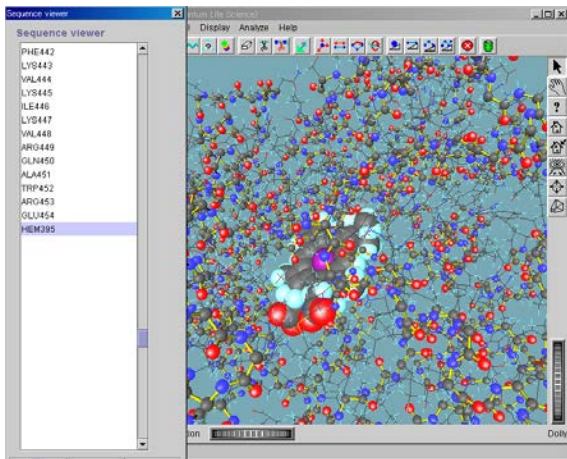 Sequence viewer
ntum Life Science?
Display Analyze Help
Sequence viewer
PHE442
LYS443
VAL444
LYS445
ILE446
LYS447
VAL448
ARG449
GLN450
ALA451
TRP452
ARG453
GLU454
HEM395
?
tion
Dolly